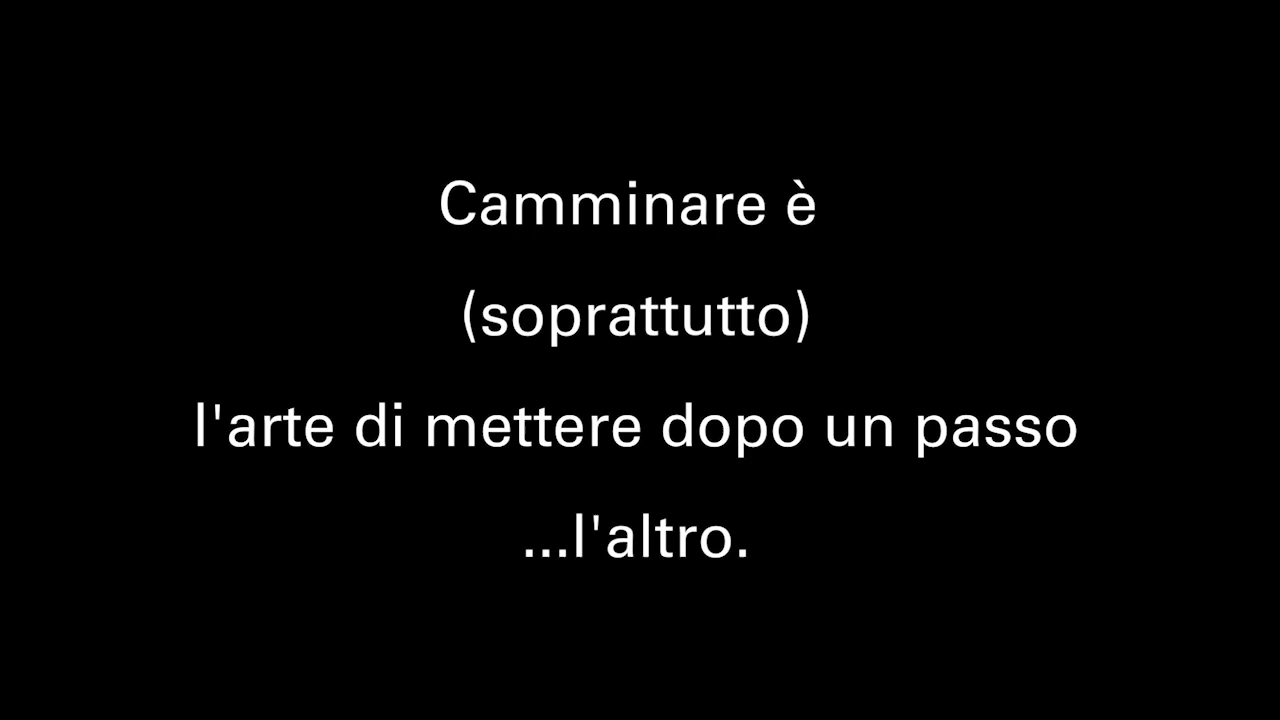 Camminare è
(soprattutto)
l'arte di mettere dopo un passo
...l'altro.